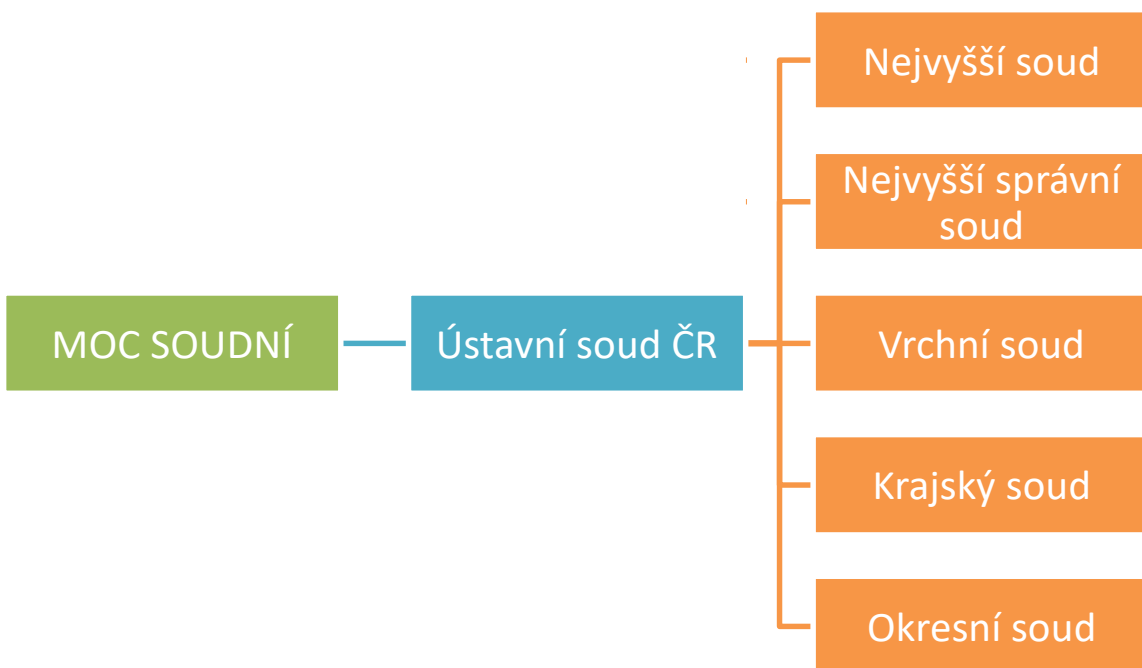 MOC SOUDNÍ
Ústavní soud ČR
Nejvyšší soud
Nejvyšší správní
soud
Vrchní soud
Krajský soud
Okresní soud